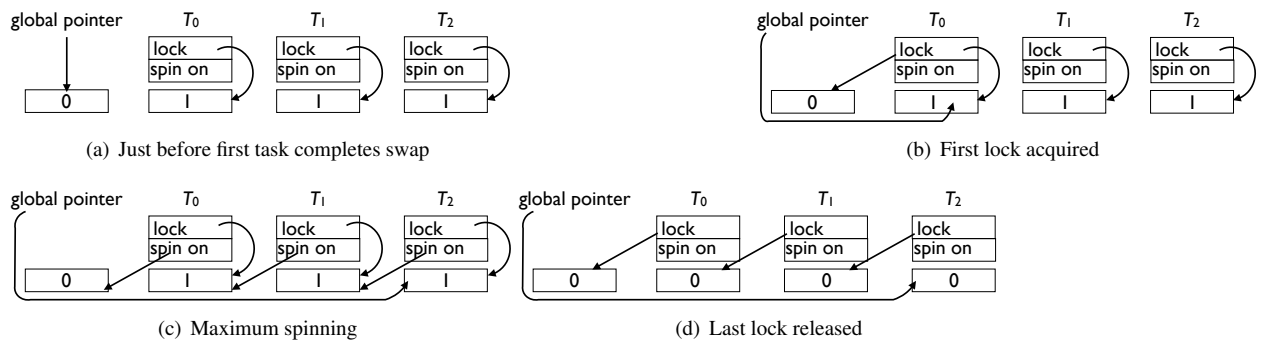 global pointer T0 T1 T2
lock lock lock
spin on spin on spin on
0 1 1 1
(a) Just before first task completes swap
global pointer T0 T1 T2
lock lock lock
spin on spin on spin on
0 1 1 1
(b) First lock acquired
global pointer T0 T1 T2
lock lock lock
spin on spin on spin on
0 1 1 1
(c) Maximum spinning
global pointer T0 T1 T2
lock lock lock
spin on spin on spin on
0 0 0 0
(d) Last lock released